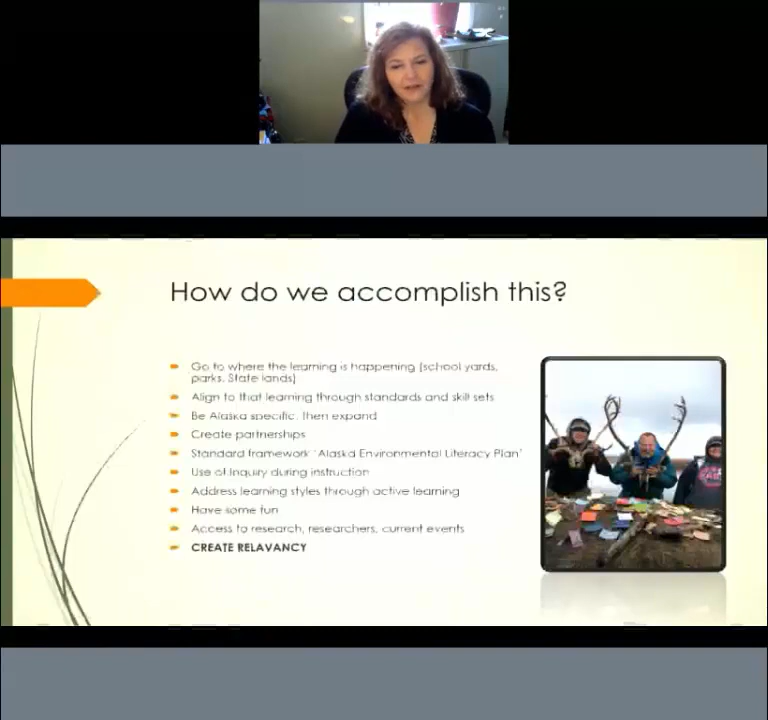 How do we accomplish this?
Go to where the learning is happening (school yards,
parks, State lands)
Align to that learning through standards and skill sets
Be Alaska specific, then expand
Create partnerships
Standard framework 'Alaska Environmental Literacy Plan'
Use of Inquiry during instruction
Address learning styles through active learning
Have some fun
Access to research, researchers, current events
CREATE RELAVANCY